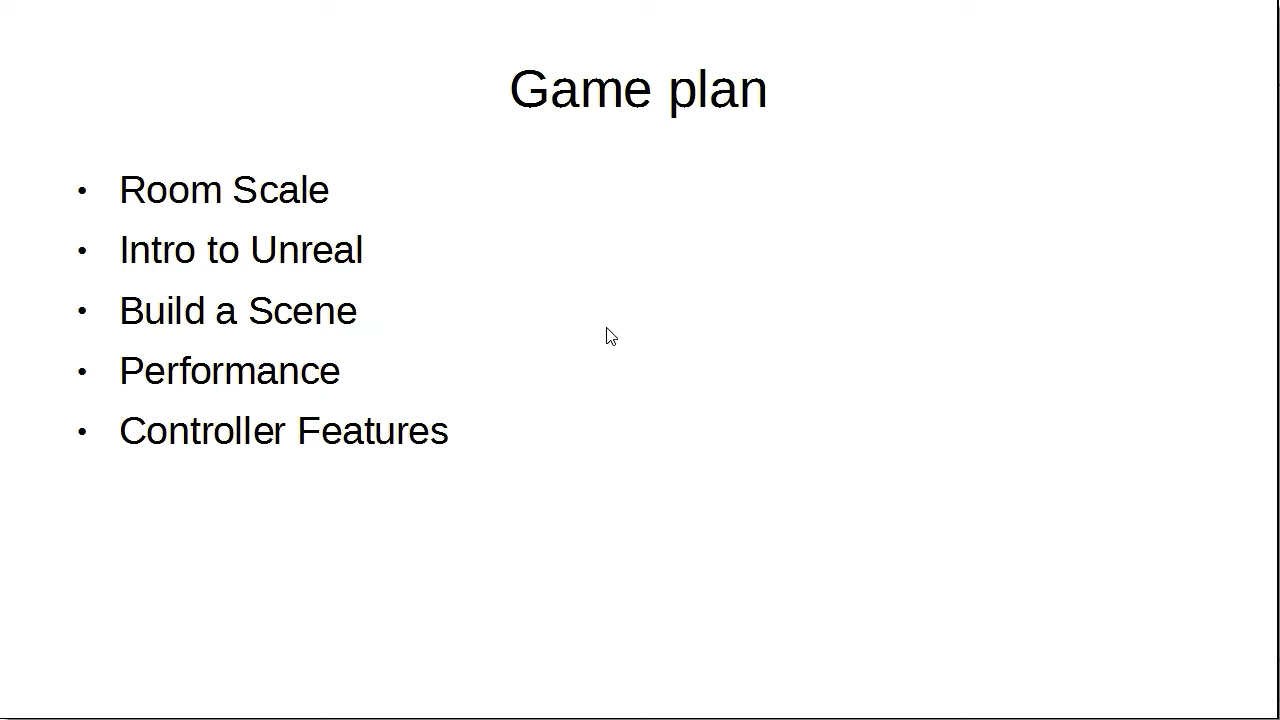 Game plan
• Room Scale
• Intro to Unreal
• Build a Scene
• Performance
• Controller Features